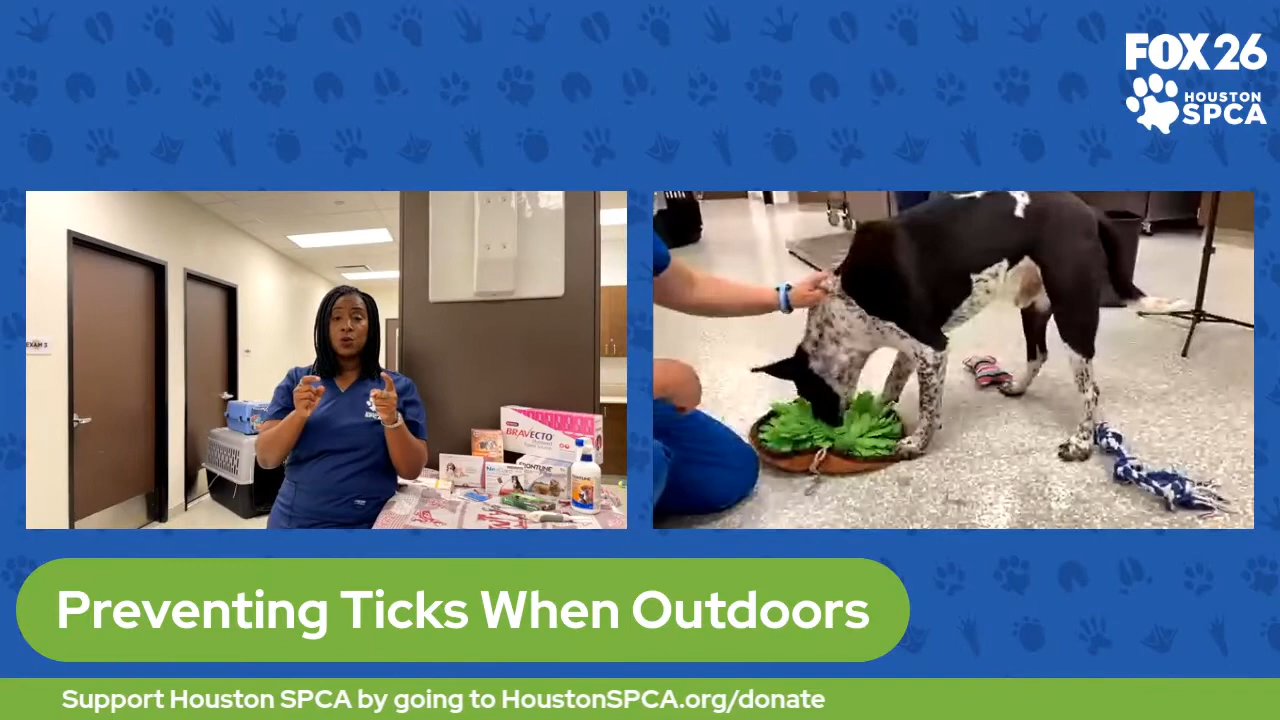 FOX 26
HOUSTON
SPCA
EXAM 3
BRAVECTO
Preventing Ticks When Outdoors
Support Houston SPCA by going to HoustonSPCA.org/donate